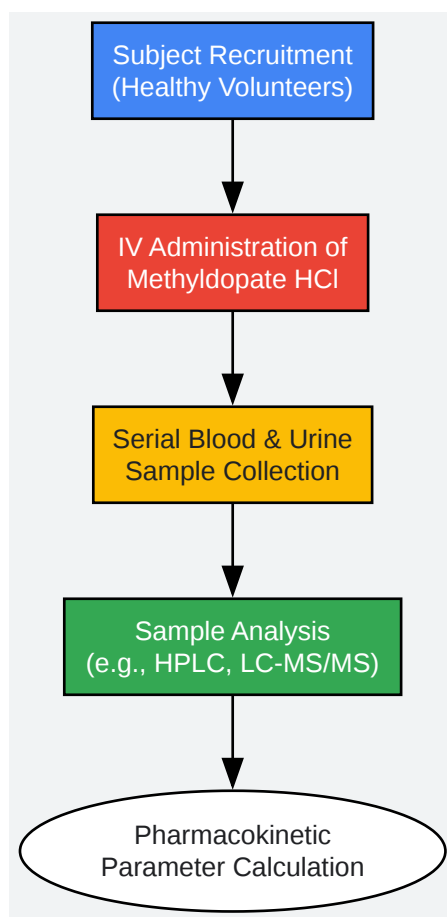 Subject Recruitment
(Healthy Volunteers)
IV Administration of
Methyldopate HCl
Serial Blood & Urine
Sample Collection
Sample Analysis
(e.g., HPLC, LC-MS/MS)
Pharmacokinetic
Parameter Calculation